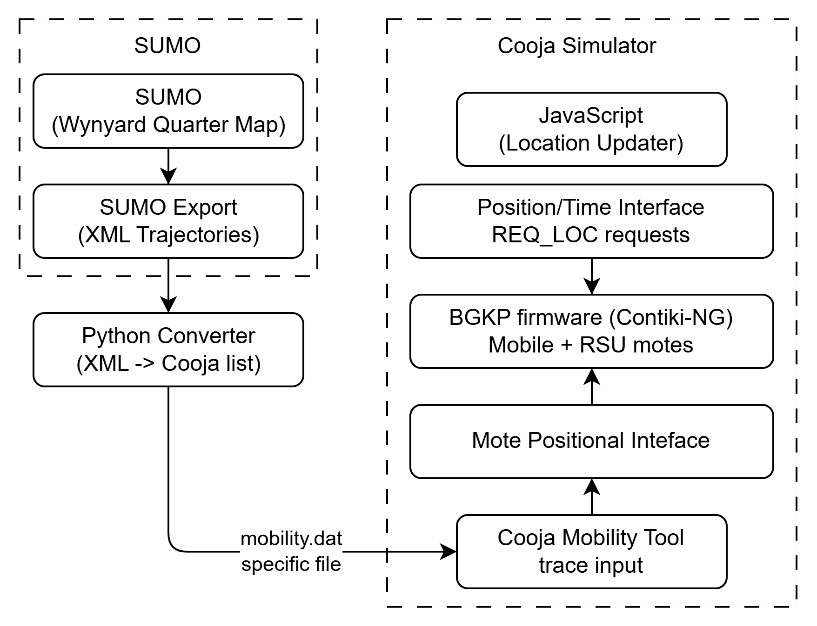 SUMO
SUMO
(Wynyard Quarter Map)
SUMO Export
(XML Trajectories)
Python Converter
(XML -> Cooja list)
mobility.dat
specific file
Cooja Simulator
JavaScript
(Location Updater)
Position/Time Interface
REQ_LOC requests
BGKP firmware (Contiki-NG)
Mobile + RSU motes
Mote Positional Inteface
Cooja Mobility Tool
trace input